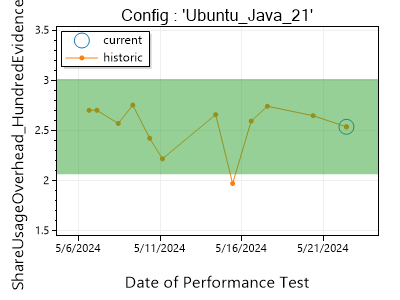 Config : 'Ubuntu_Java_21'
current
historic
ShareUsageOverhead_HundredEvidence
3.5
3
2.5
2
1.5
5/6/2024
5/11/2024
5/16/2024
5/21/2024
Date of Performance Test